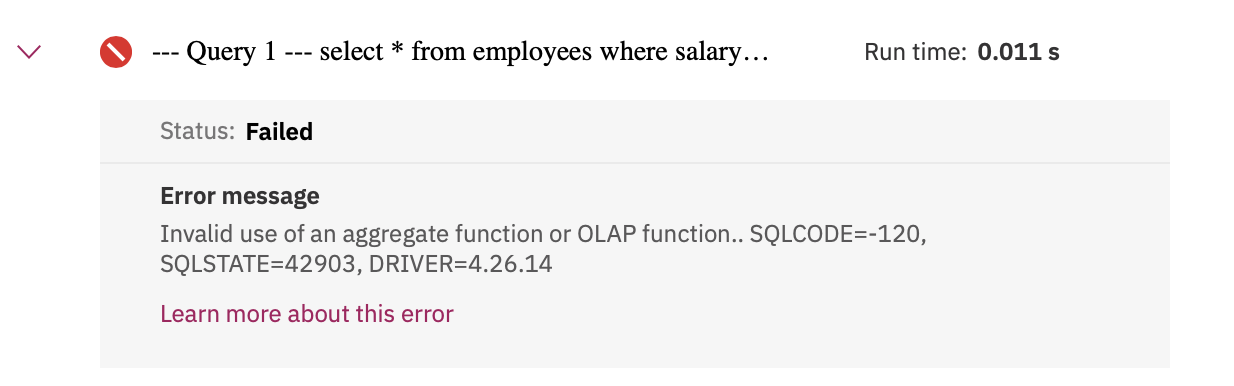 --- Query 1 --- select * from employees where salary…
Run time: 0.011 s
Status: Failed
Error message
Invalid use of an aggregate function or OLAP function.. SQLCODE=-120,
SQLSTATE=42903, DRIVER=4.26.14
Learn more about this error